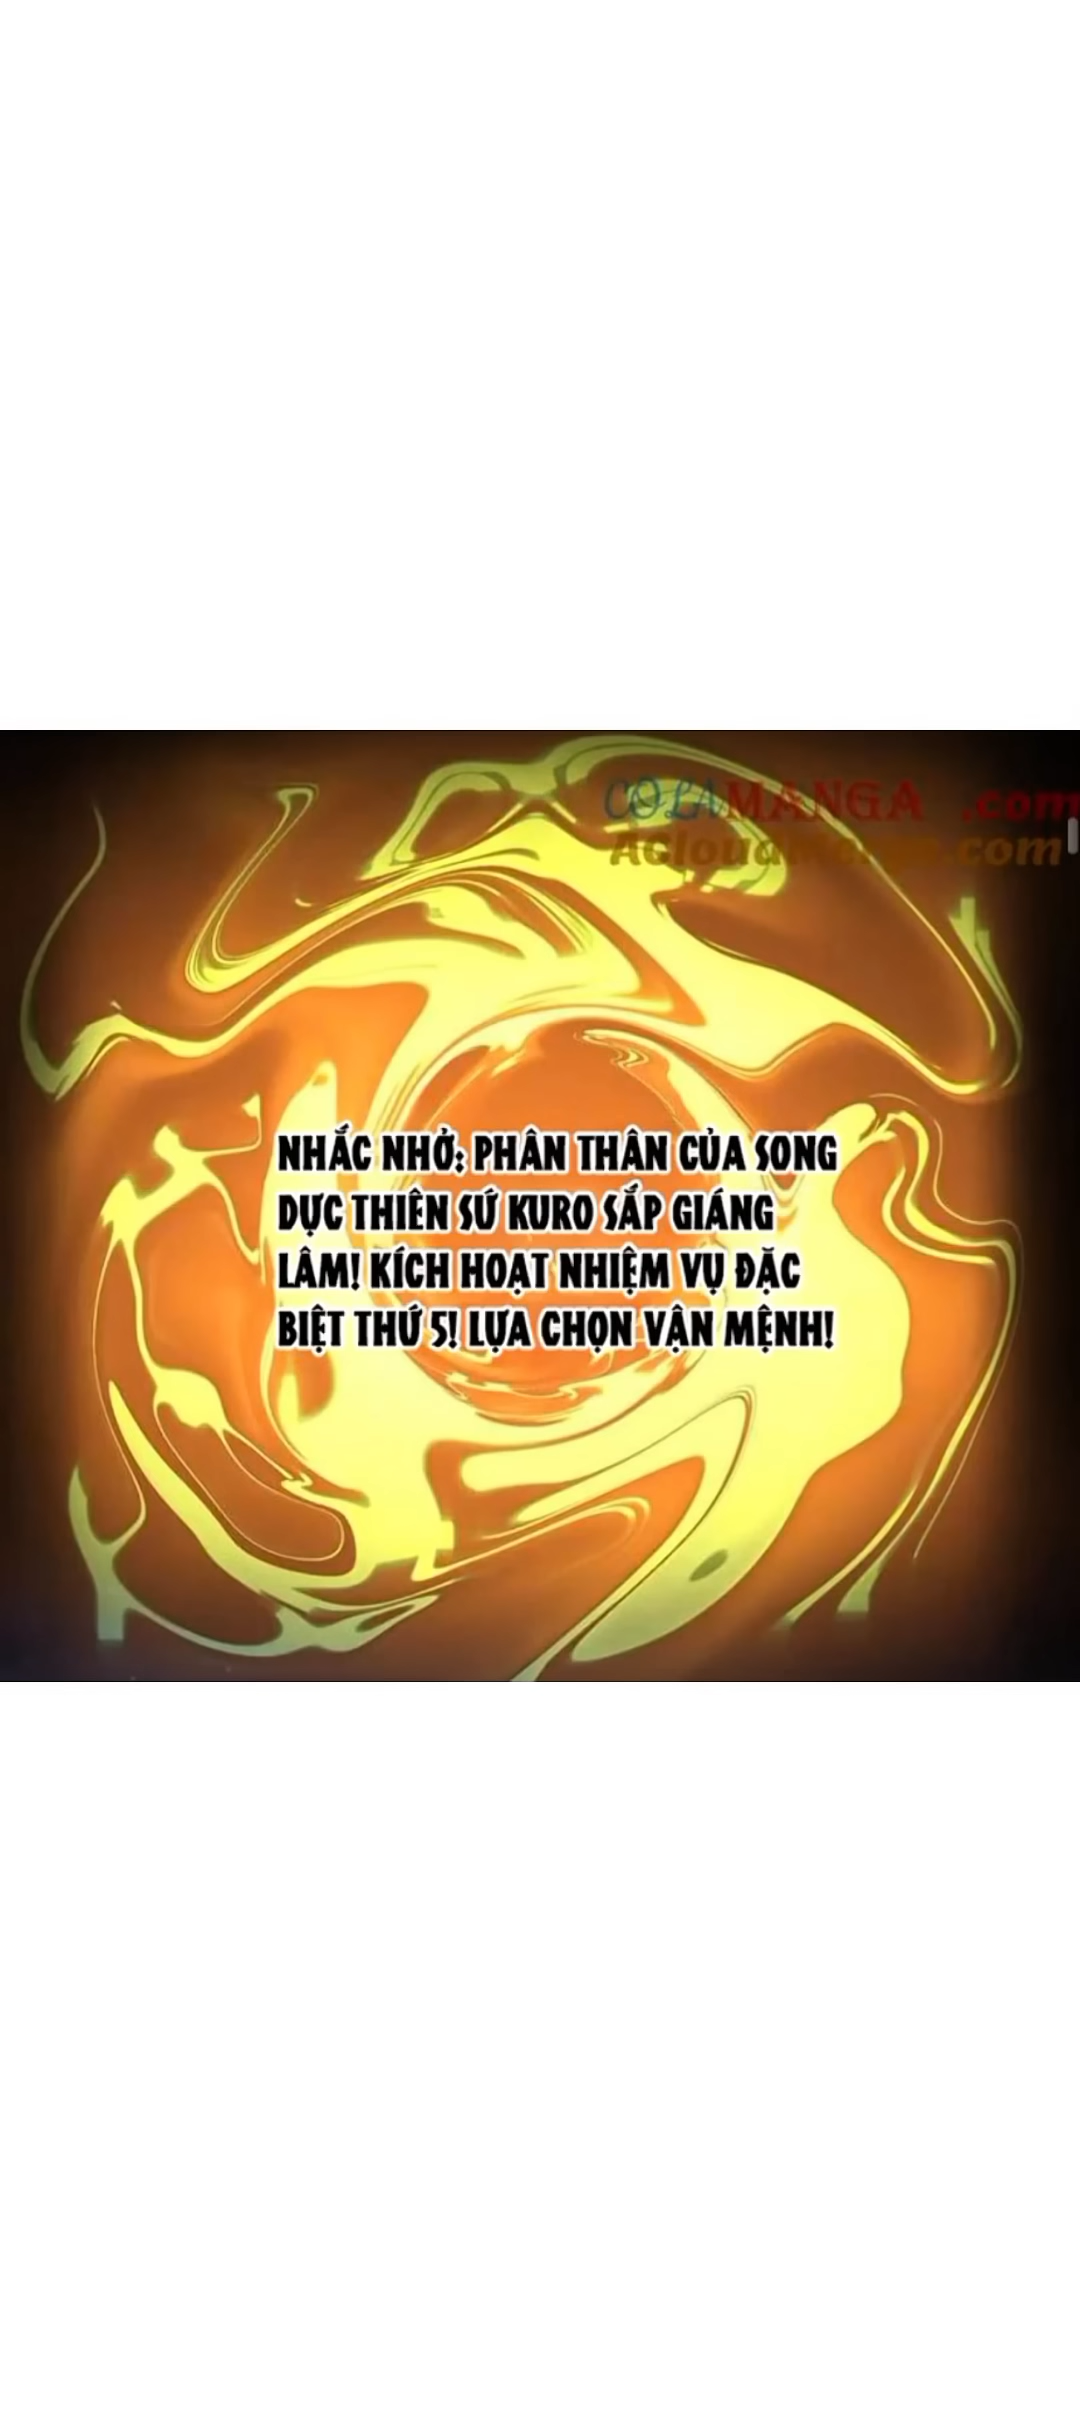 COLAMANGA .com
NHẮC NHỞ: PHÂN THÂN CỦA SONG
DỰC THIÊN SỨ KURO SẮP GIÁNG
LÂM! KÍCH HOẠT NHIỆM VỤ ĐẶC
BIỆT THỨ 5! LỰA CHỌN VẬN MỆNH!